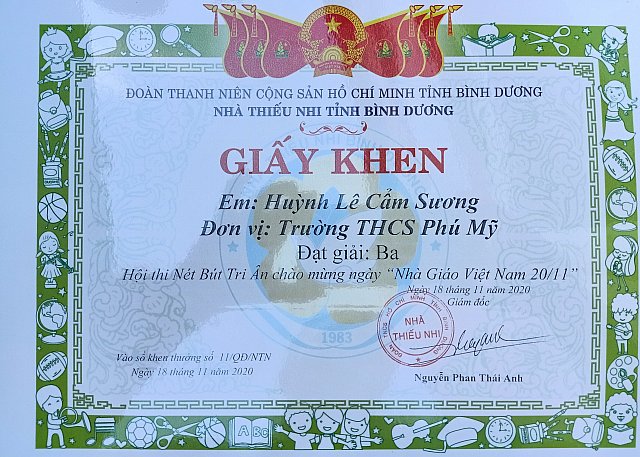 ĐOÀN THANH NIÊN CỘNG SẢN HỒ CHÍ MINH TỈNH BÌNH DƯƠNG
NHÀ THIẾU NHI TỈNH BÌNH DƯƠNG
GIẤY KHEN
Em: Huỳnh Lê Cẩm Sương
Đơn vị: Trường THCS Phú Mỹ
Đạt giải: Ba
Hội thi Nét Bút Tri Ân chào mừng ngày “Nhà Giáo Việt Nam 20/11”
Ngày 18 tháng 11 năm 2020
Giám đốc
NHÀ
THIẾU NHI
1983
Vào sổ khen thưởng số 11/QĐ/NTN
Ngày 18 tháng 11 năm 2020
Nguyễn Phan Thái Anh
ABC